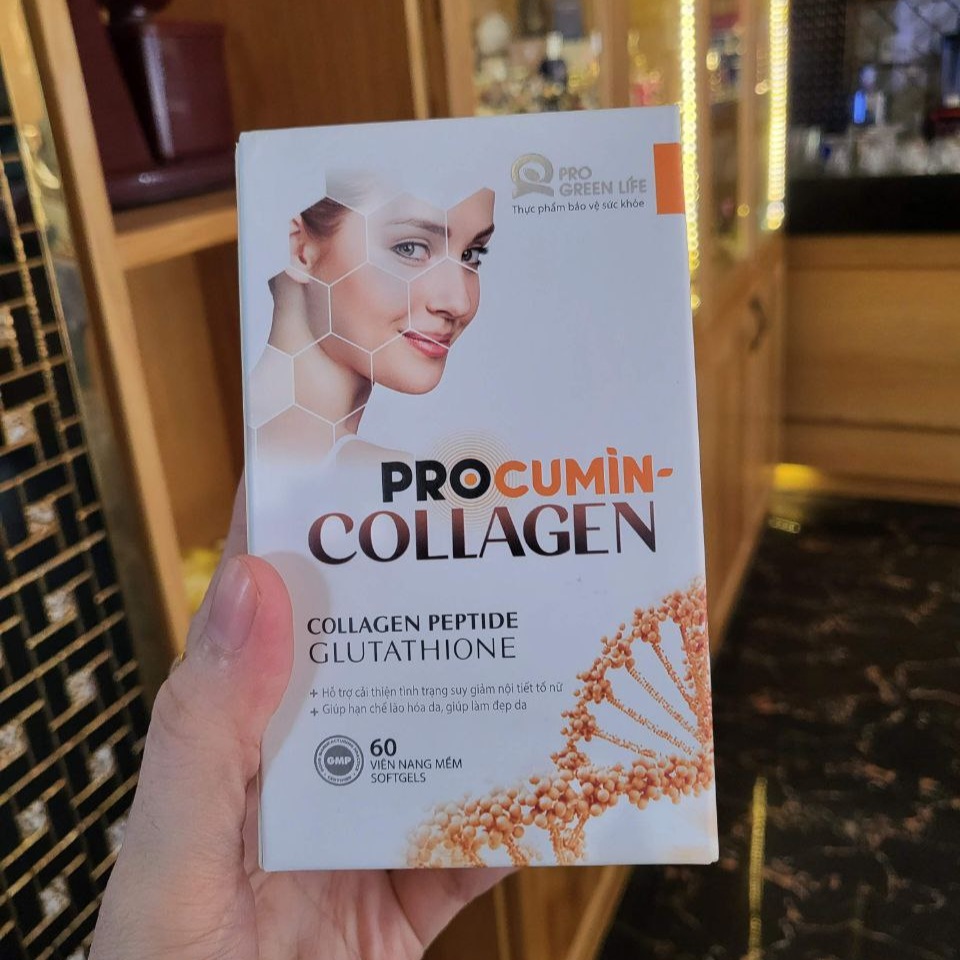 PRO
GREEN LIFE
Thực phẩm bảo vệ sức khỏe
PROCUMÌN-
COLLAGEN
COLLAGEN PEPTIDE
GLUTATHIONE
+ Hỗ trợ cải thiện tình trạng suy giảm nội tiết tố nữ
+ Giúp hạn chế lão hóa da, giúp làm đẹp da
GMP
60
VIÊN NANG MỀM
SOFTGELS